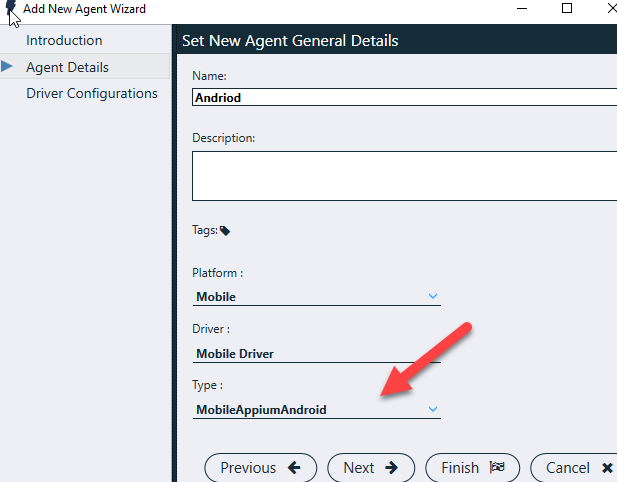 Add New Agent Wizard
Introduction
Agent Details
Driver Configurations
Set New Agent General Details
Name:
Andriod
Description:
Tags:
Platform :
Mobile
Driver :
Mobile Driver
Type :
MobileAppiumAndroid
Previous
Next
Finish
Cancel